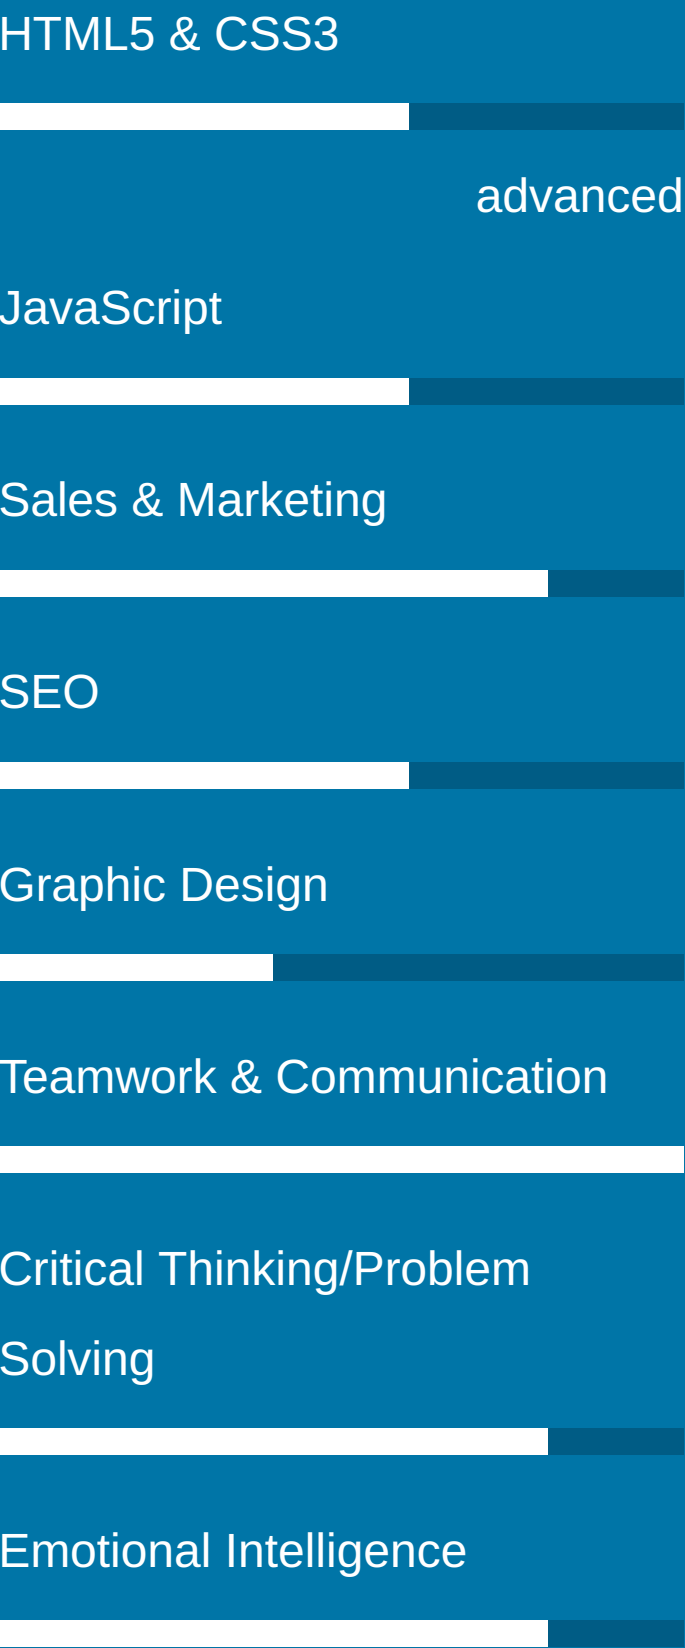 HTML5 & CSS3
advanced
JavaScript
Sales & Marketing
SEO
Graphic Design
Teamwork & Communication
Critical Thinking/Problem
Solving
Emotional Intelligence